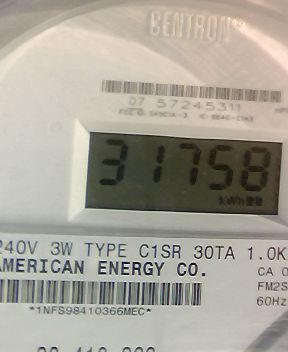 CENTRON®
07 57245311
31758
kWh
240V 3W TYPE C1SR 30TA 1.0K
AMERICAN ENERGY CO.
CA 0
FM2S
60Hz
*1NFS98410366MEC*